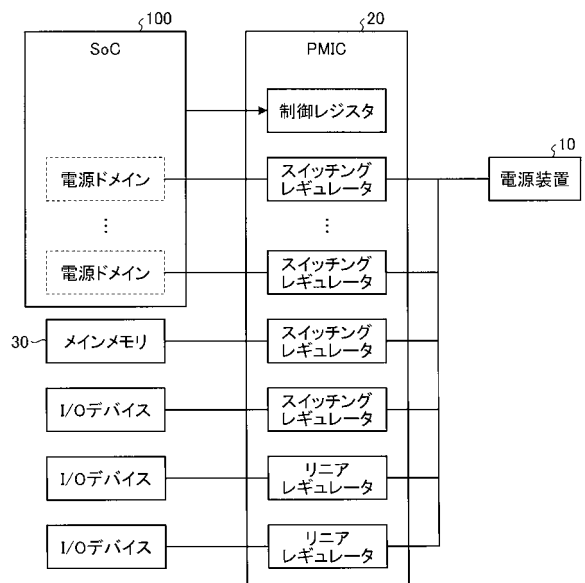 100
20
SoC
PMIC
制御レジスタ
10
電源ドメイン
スイッチング
レギュレータ
電源装置
⋮
⋮
電源ドメイン
スイッチング
レギュレータ
30
メインメモリ
スイッチング
レギュレータ
I/Oデバイス
スイッチング
レギュレータ
I/Oデバイス
リニア
レギュレータ
I/Oデバイス
リニア
レギュレータ